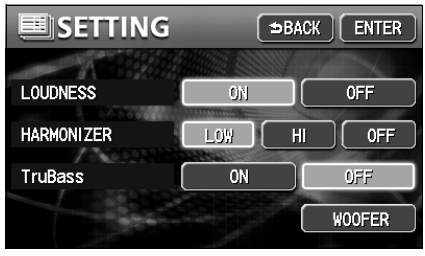 SETTING BACK ENTER
LOUDNESS ON OFF
HARMONIZER LOW HI OFF
TruBass ON OFF
WOOFER